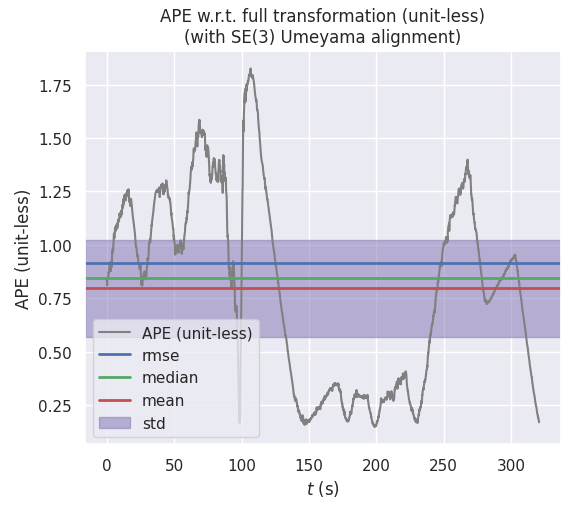 APE w.r.t. full transformation (unit-less)
(with SE(3) Umeyama alignment)
APE (unit-less)
1.75
1.50
1.25
1.00
0.75
0.50
0.25
APE (unit-less)
rmse
median
mean
std
0 50 100 150 200 250 300
t (s)